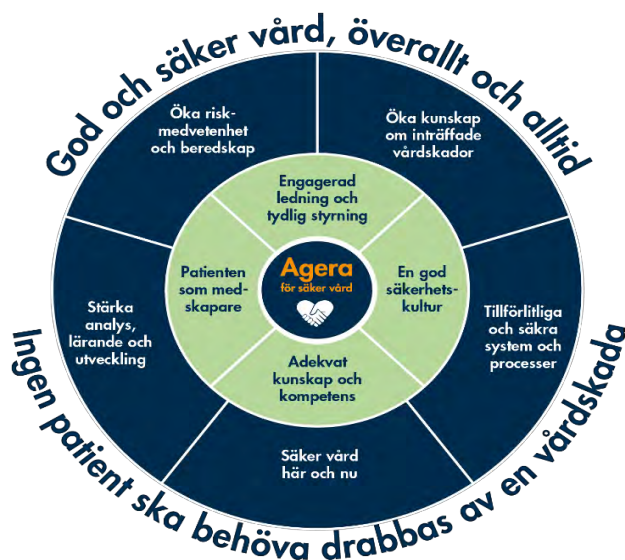 God och säker vård, överallt och alltid
Öka risk-
medvetenhet
och beredskap
Öka kunskap
om inträffade
vårdskador
Engagerad
ledning och
tydlig styrning
Patienten
som med-
skapare
Agera
för säker vård
En god
säkerhets-
kultur
Stärka
analys,
lärande och
utveckling
Tillförlitliga
och säkra
system och
processer
Adekvat
kunskap och
kompetens
Säker vård
här och nu
Ingen patient ska behöva drabbas av en vårdskada